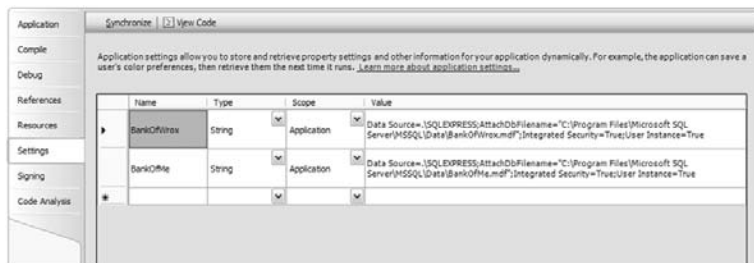 Application
Compile
Debug
References
Resources
Settings
Signing
Code Analysis
Synchronize | View Code
Application settings allow you to store and retrieve property settings and other information for your application dynamically. For example, the application can save a
user's color preferences, then retrieve them the next time it runs. Learn more about application settings...
Name Type Scope Value
BankOfWrox String Application Data Source=.\SQLEXPRESS;AttachDbFilename="C:\Program Files\Microsoft SQL
Server\MSSQL\Data\BankOfWrox.mdf";Integrated Security=True;User Instance=True
BankOfMe String Application Data Source=.\SQLEXPRESS;AttachDbFilename="C:\Program Files\Microsoft SQL
Server\MSSQL\Data\BankOfMe.mdf";Integrated Security=True;User Instance=True